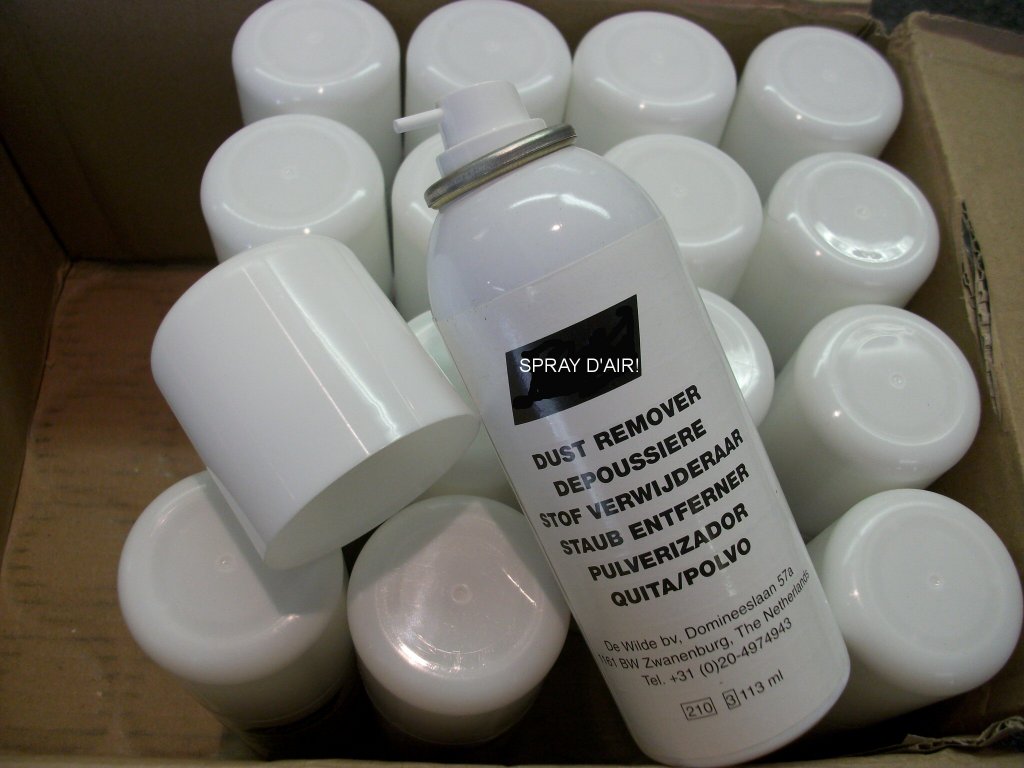 SPRAY D'AIR!
DUST REMOVER
DEPOUSSIERE
STOF VERWIJDERAAR
STAUB ENTFERNER
PULVERIZADOR
QUITA/POLVO
De Wilde bv, Domineeslaan 57a
1161 BW Zwanenburg, The Netherlands
Tel. +31 (0)20-4974943
210 3 113 ml